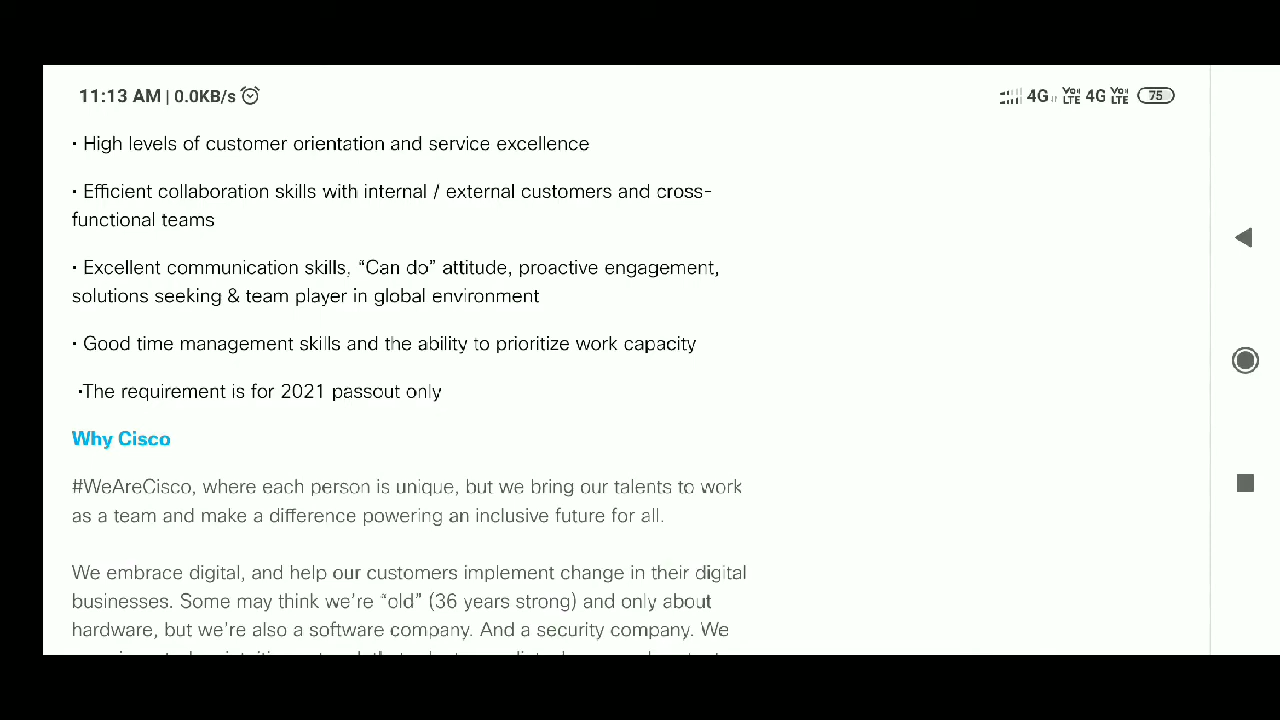 11:13 AM | 0.0KB/s 4G Vo LTE 4G Vo LTE 75
· High levels of customer orientation and service excellence
· Efficient collaboration skills with internal / external customers and cross-
functional teams
· Excellent communication skills, “Can do” attitude, proactive engagement,
solutions seeking & team player in global environment
· Good time management skills and the ability to prioritize work capacity
·The requirement is for 2021 passout only
Why Cisco
#WeAreCisco, where each person is unique, but we bring our talents to work
as a team and make a difference powering an inclusive future for all.
We embrace digital, and help our customers implement change in their digital
businesses. Some may think we’re “old” (36 years strong) and only about
hardware, but we’re also a software company. And a security company. We